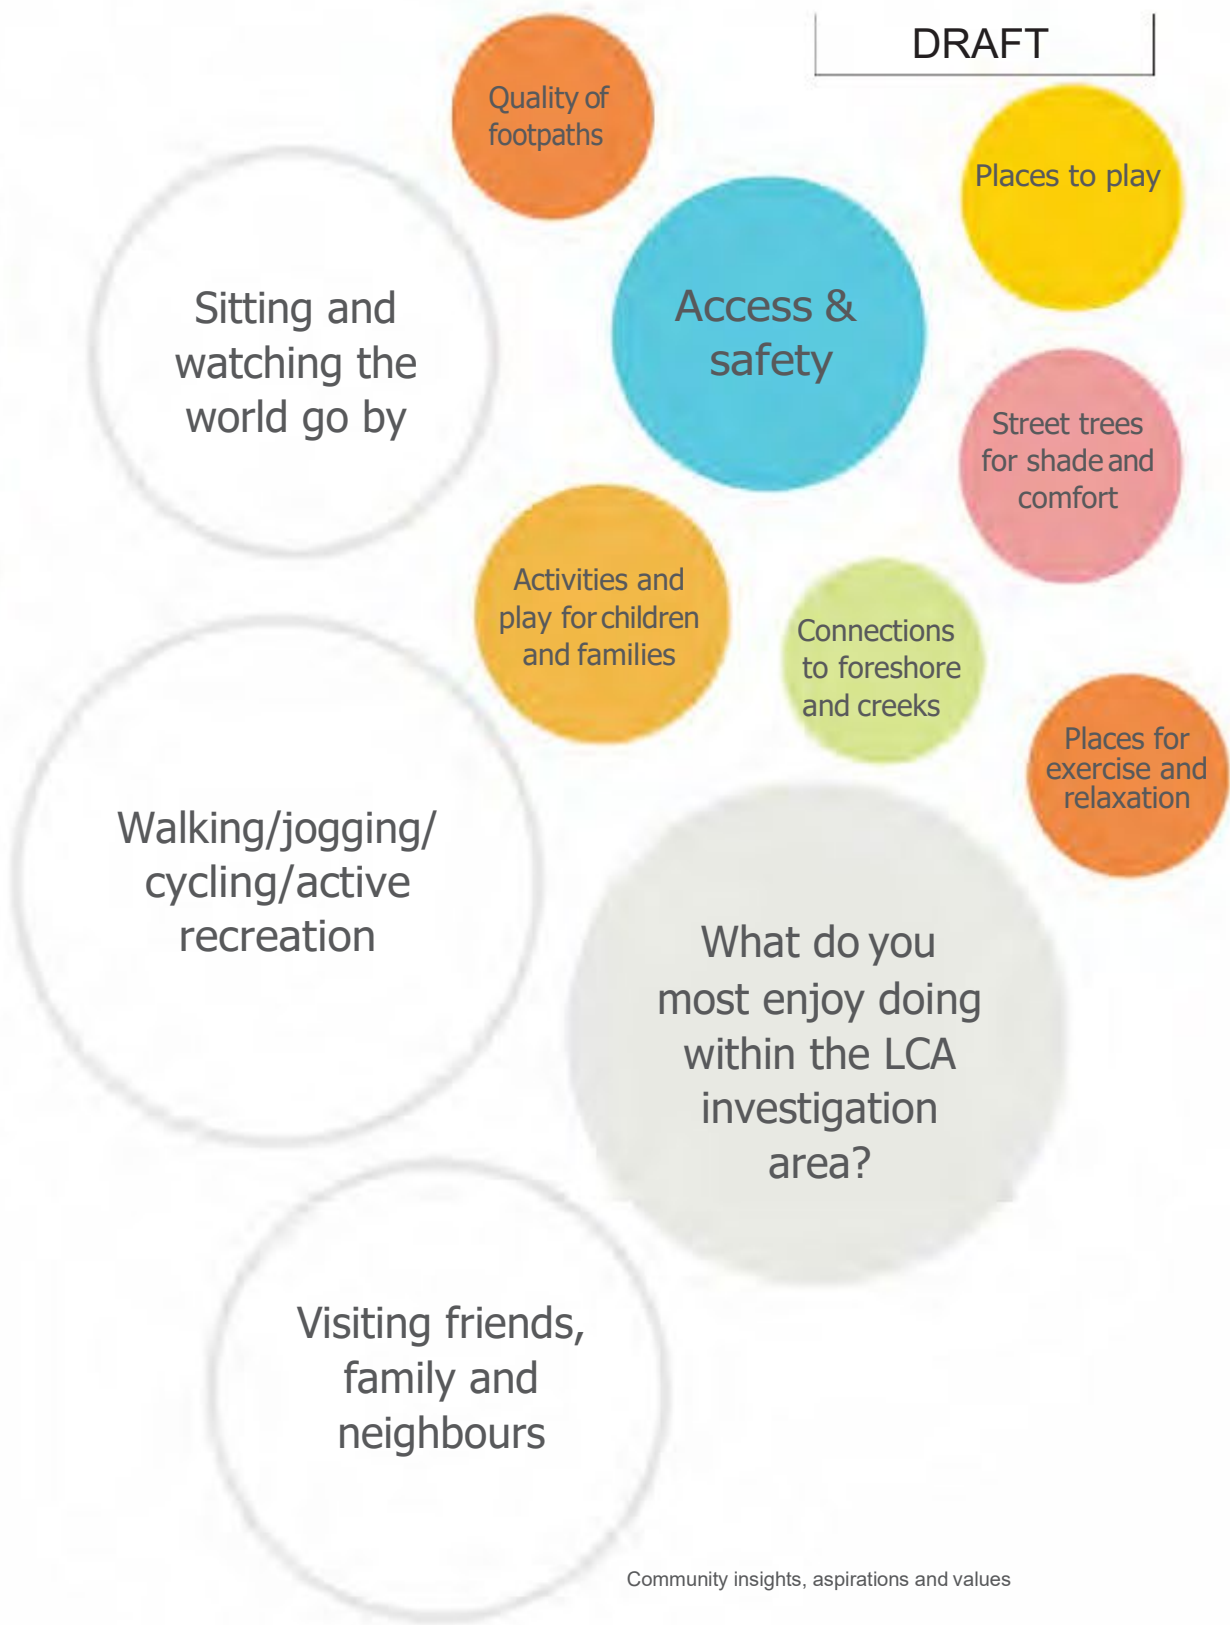 DRAFT
Quality of
footpaths
Places to play
Sitting and
watching the
world go by
Access &
safety
Street trees
for shade and
comfort
Activities and
play for children
and families
Connections
to foreshore
and creeks
Places for
exercise and
relaxation
Walking/jogging/
cycling/active
recreation
What do you
most enjoy doing
within the LCA
investigation
area?
Visiting friends,
family and
neighbours
Community insights, aspirations and values